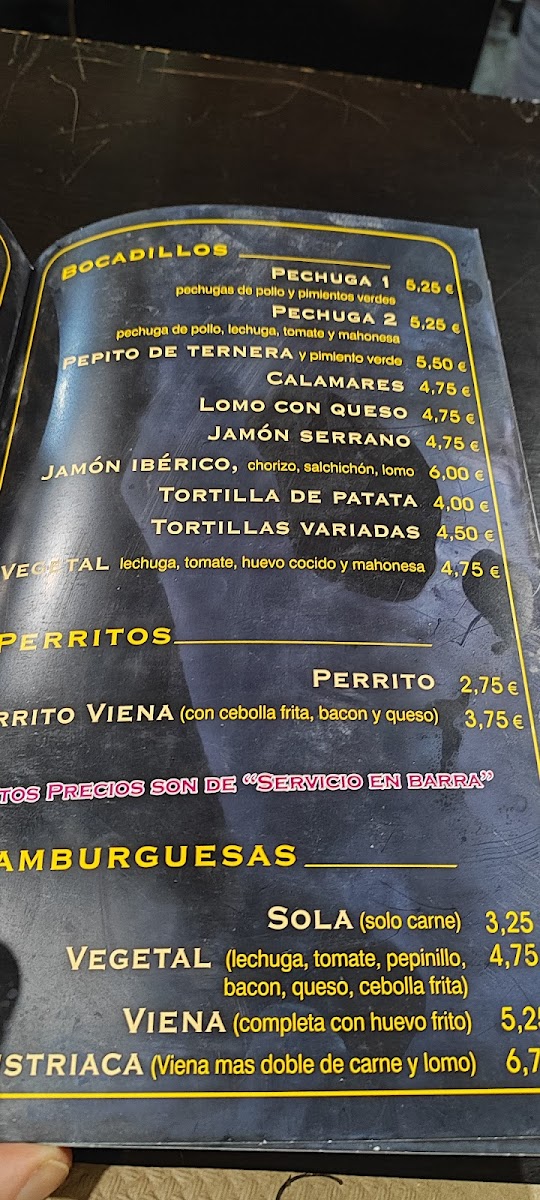 BOCADILLOS
PECHUGA 1 5,25 €
pechugas de pollo y pimientos verdes
PECHUGA 2 5,25 €
pechuga de pollo, lechuga, tomate y mahonesa
PEPITO DE TERNERA y pimiento verde 5,50 €
CALAMARES 4,75 €
LOMO CON QUESO 4,75 €
JAMÓN SERRANO 4,75 €
JAMÓN IBÉRICO, chorizo, salchichón, lomo 6,00 €
TORTILLA DE PATATA 4,00 €
TORTILLAS VARIADAS 4,50 €
VEGETAL lechuga, tomate, huevo cocido y mahonesa 4,75 €
PERRITOS
PERRITO 2,75 €
RRITO VIENA (con cebolla frita, bacon y queso) 3,75 €
TOS PRECIOS SON DE “SERVICIO EN BARRA”
AMBURGUESAS
SOLA (solo carne) 3,25
VEGETAL (lechuga, tomate, pepinillo, 4,75
bacon, queso, cebolla frita)
VIENA (completa con huevo frito) 5,25
STRIACA (Viena mas doble de carne y lomo) 6,7